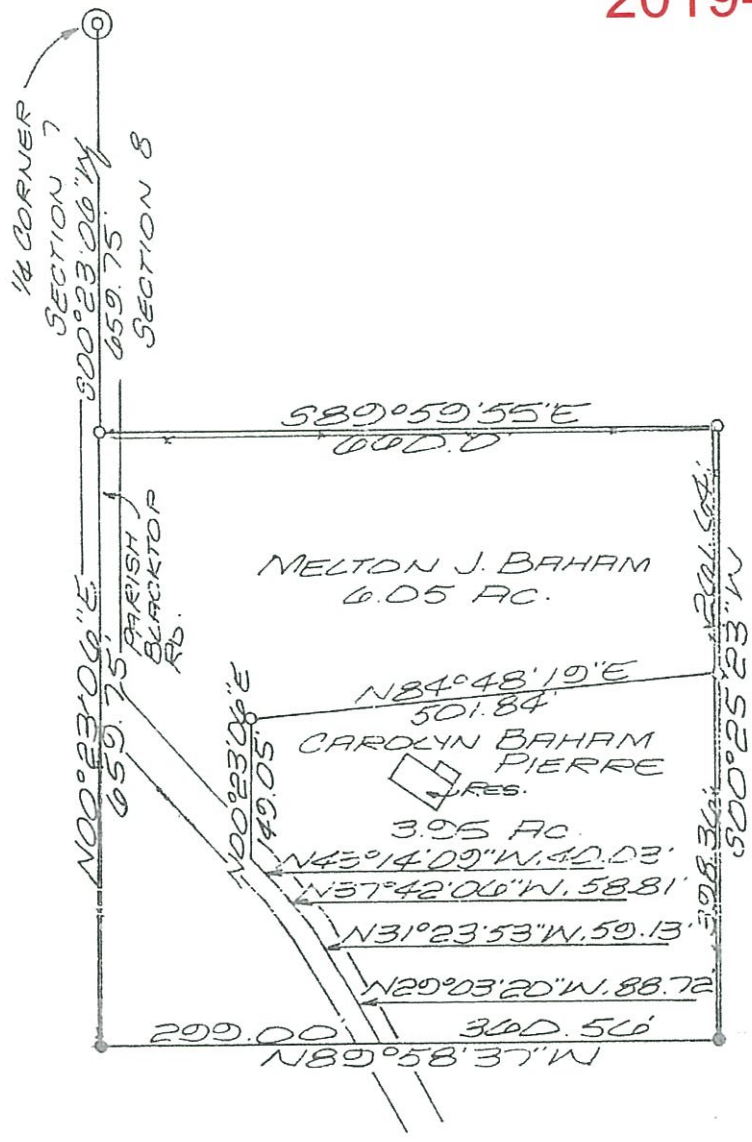 2019-
1/4 CORNER
SECTION 7
S00°23'06"W
659.75'
SECTION 8
PARISH
BLACKTOP
RD.
N00°23'06"E
659.75'
S89°59'55"E
660.0'
MELTON J. BAHAM
6.05 AC.
N84°48'19"E
501.84'
N00°23'06"E
149.05'
CAROLYN BAHAM
PIERRE
RES.
3.95 AC.
N45°14'09"W. 40.03'
N37°42'06"W. 58.81'
N31°23'53"W. 59.13'
N29°03'20"W. 88.72'
398.36'
S00°25'23"W
299.00'
360.56'
N89°58'37"W